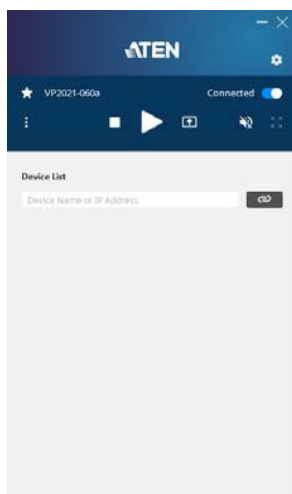 ATEN
VP2021-060a
Connected
Device List
Device Name or IP Address